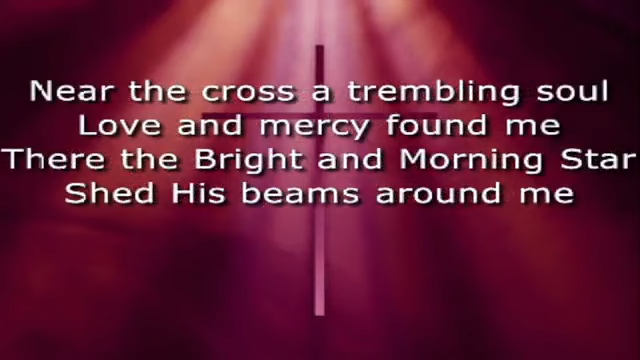 Near the cross a trembling soul
Love and mercy found me
There the Bright and Morning Star
Shed His beams around me